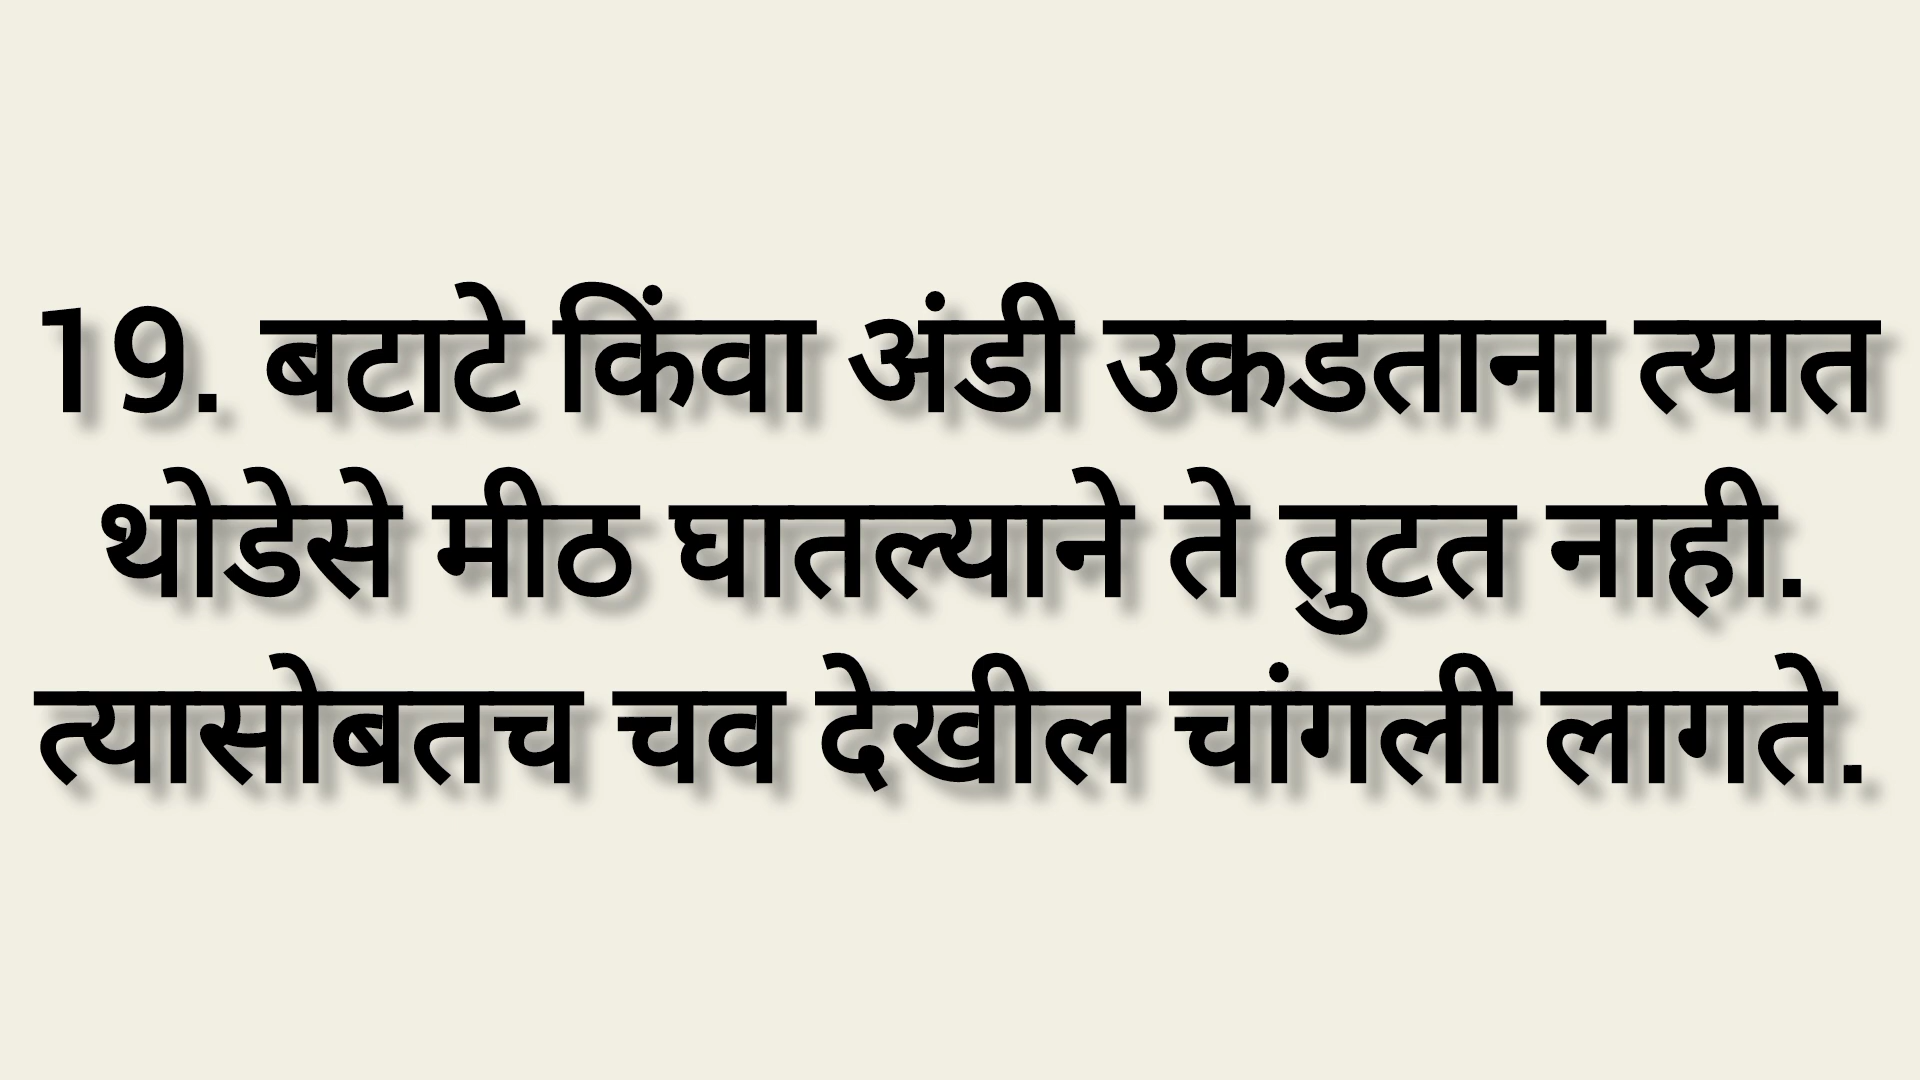 19. बटाटे किंवा अंडी उकडताना त्यात
थोडेसे मीठ घातल्याने ते तुटत नाही.
त्यासोबतच चव देखील चांगली लागते.